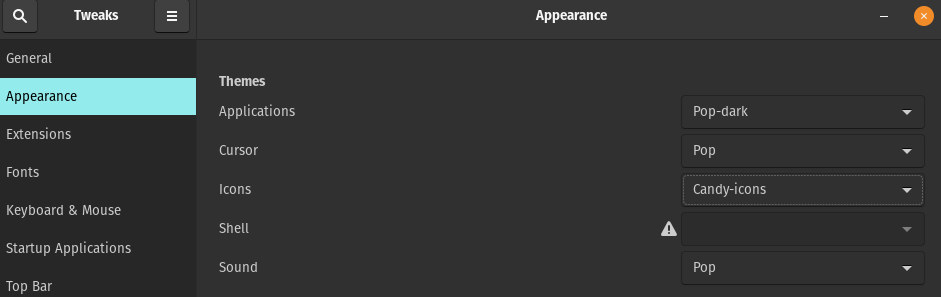 Tweaks
Appearance
General
Appearance
Extensions
Fonts
Keyboard & Mouse
Startup Applications
Top Bar
Themes
Applications Pop-dark
Cursor Pop
Icons Candy-icons
Shell
Sound Pop